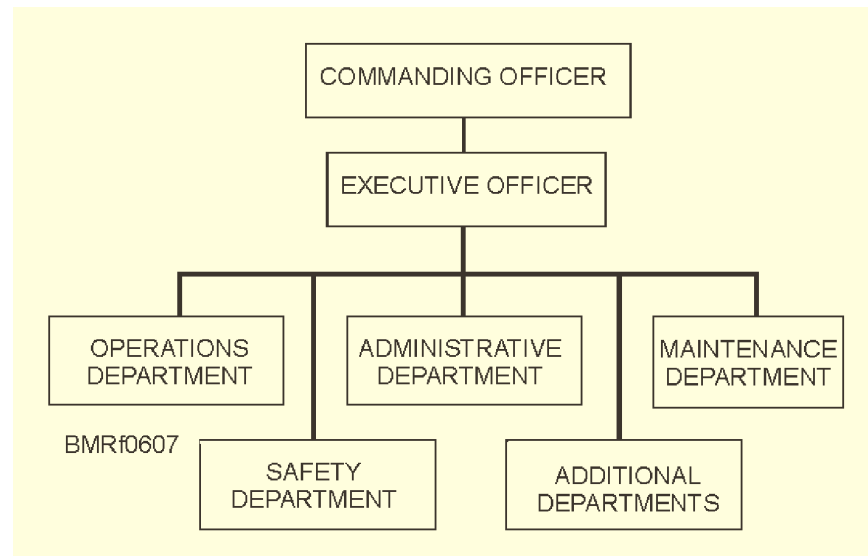 COMMANDING OFFICER
EXECUTIVE OFFICER
OPERATIONS
DEPARTMENT
ADMINISTRATIVE
DEPARTMENT
MAINTENANCE
DEPARTMENT
BMRf0607
SAFETY
DEPARTMENT
ADDITIONAL
DEPARTMENTS